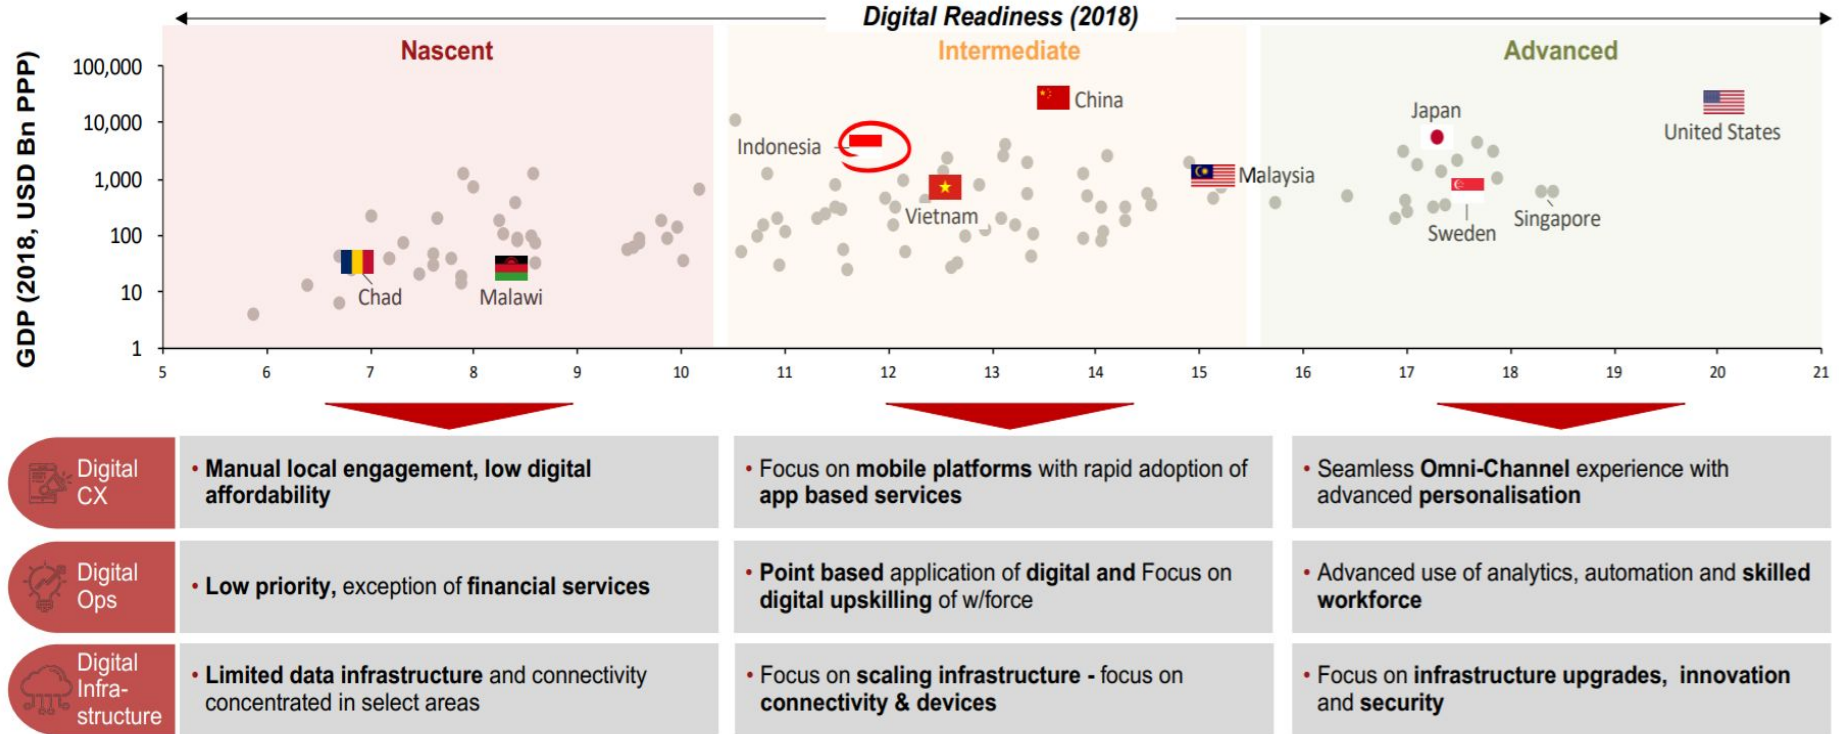 Digital Readiness (2018)
Nascent
Intermediate
Advanced
GDP (2018, USD Bn PPP)
100,000
10,000
1,000
100
10
1
China
Japan
United States
Indonesia
Malaysia
Vietnam
Singapore
Sweden
Chad
Malawi
5 6 7 8 9 10 11 12 13 14 15 16 17 18 19 20 21
Digital
CX
• Manual local engagement, low digital
affordability
• Focus on mobile platforms with rapid adoption of
app based services
• Seamless Omni-Channel experience with
advanced personalisation
Digital
Ops
• Low priority, exception of financial services
• Point based application of digital and Focus on
digital upskilling of w/force
• Advanced use of analytics, automation and skilled
workforce
Digital
Infra-
structure
• Limited data infrastructure and connectivity
concentrated in select areas
• Focus on scaling infrastructure - focus on
connectivity & devices
• Focus on infrastructure upgrades, innovation
and security